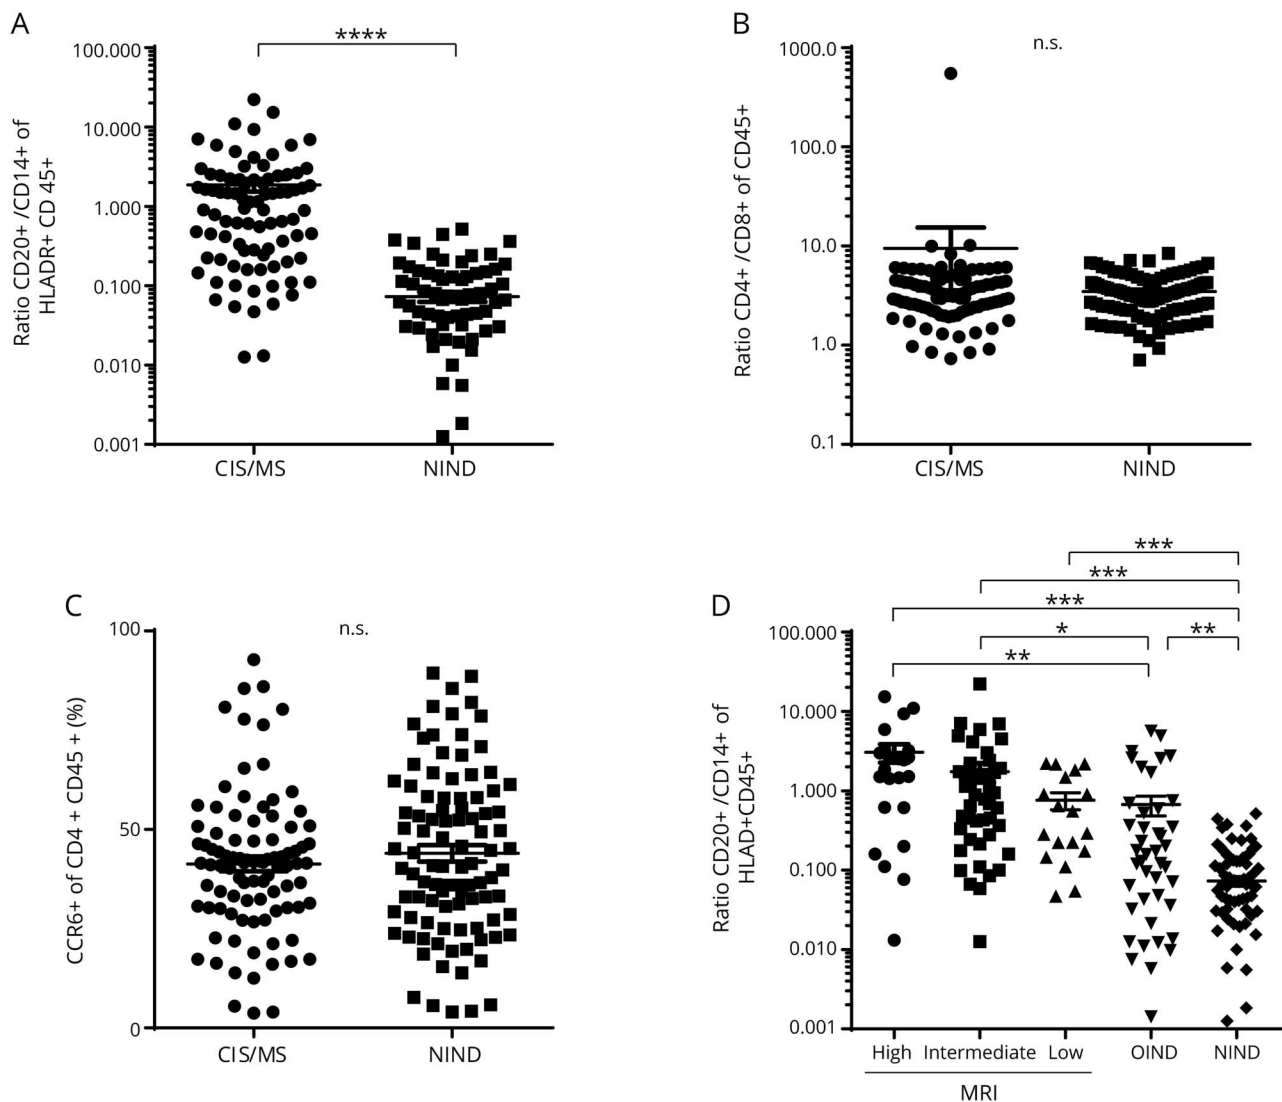 A
****
100.000
10.000
1.000
0.100
0.010
0.001
Ratio CD20+ /CD14+ of
HLADR+ CD 45+
CIS/MS
NIND
B
n.s.
1000.0
100.0
10.0
1.0
0.1
Ratio CD4+ /CD8+ of CD45+
CIS/MS
NIND
C
n.s.
100
50
0
CCR6+ of CD4 + CD45 + (%)
CIS/MS
NIND
D
***
***
***
*
**
**
100.000
10.000
1.000
0.100
0.010
0.001
Ratio CD20+ /CD14+ of
HLAD+CD45+
High
Intermediate
Low
OIND
NIND
MRI